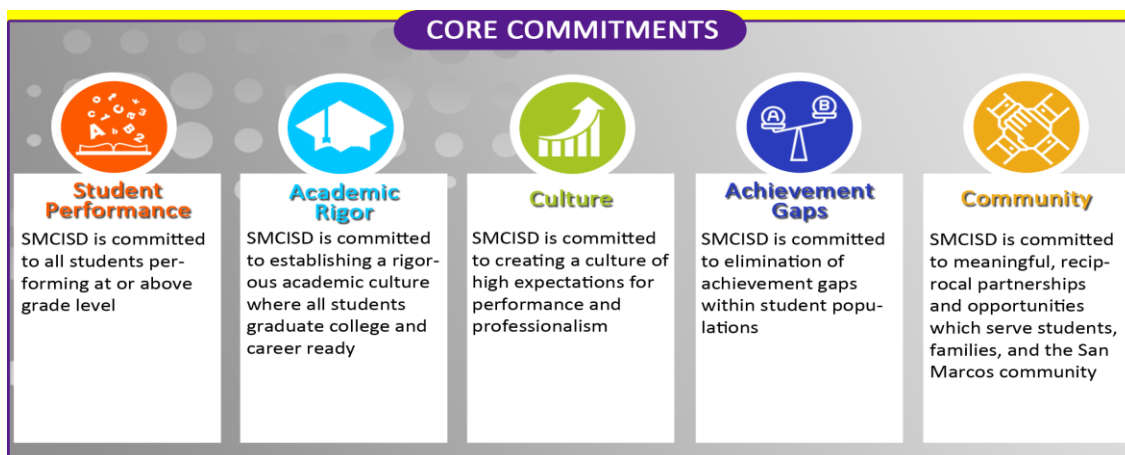 CORE COMMITMENTS
Student
Performance
SMCISD is committed
to all students per-
forming at or above
grade level
Academic
Rigor
SMCISD is committed
to establishing a rigor-
ous academic culture
where all students
graduate college and
career ready
Culture
SMCISD is committed
to creating a culture of
high expectations for
performance and
professionalism
A
B
Achievement
Gaps
SMCISD is committed
to elimination of
achievement gaps
within student popu-
lations
Community
SMCISD is committed
to meaningful, recip-
rocal partnerships
and opportunities
which serve students,
families, and the San
Marcos community